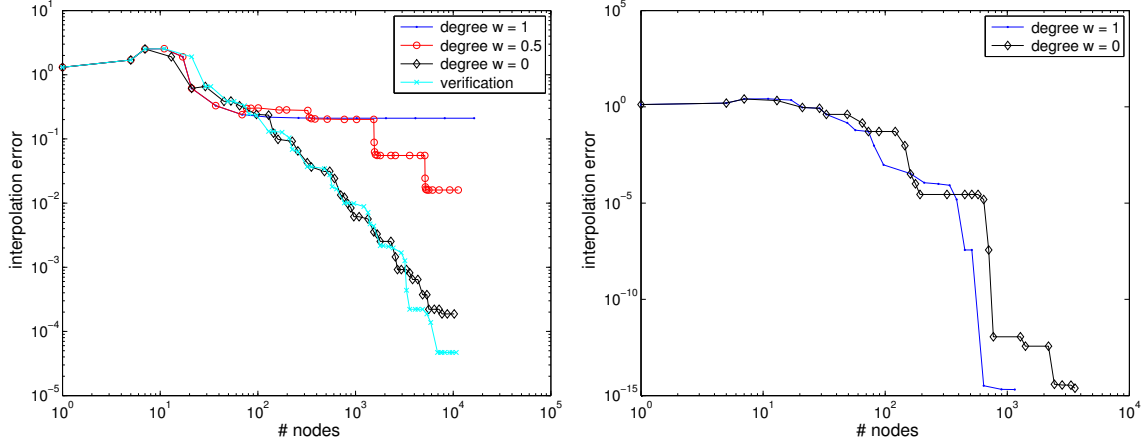 degree w = 1
degree w = 0.5
degree w = 0
verification
10^1
10^0
10^-1
10^-2
10^-3
10^-4
10^-5
interpolation error
10^0 10^1 10^2 10^3 10^4 10^5
# nodes
degree w = 1
degree w = 0
10^5
10^0
10^-5
10^-10
10^-15
interpolation error
10^0 10^1 10^2 10^3 10^4
# nodes